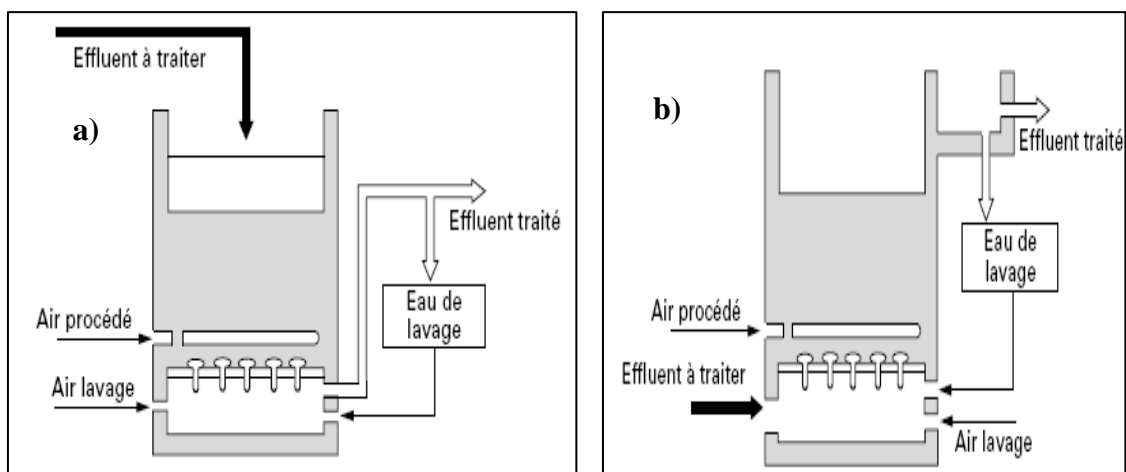 Effluent à traiter
a)
Effluent traité
Eau de
lavage
Air procédé
Air lavage
b)
Effluent traité
Eau de
lavage
Air procédé
Effluent à traiter
Air lavage